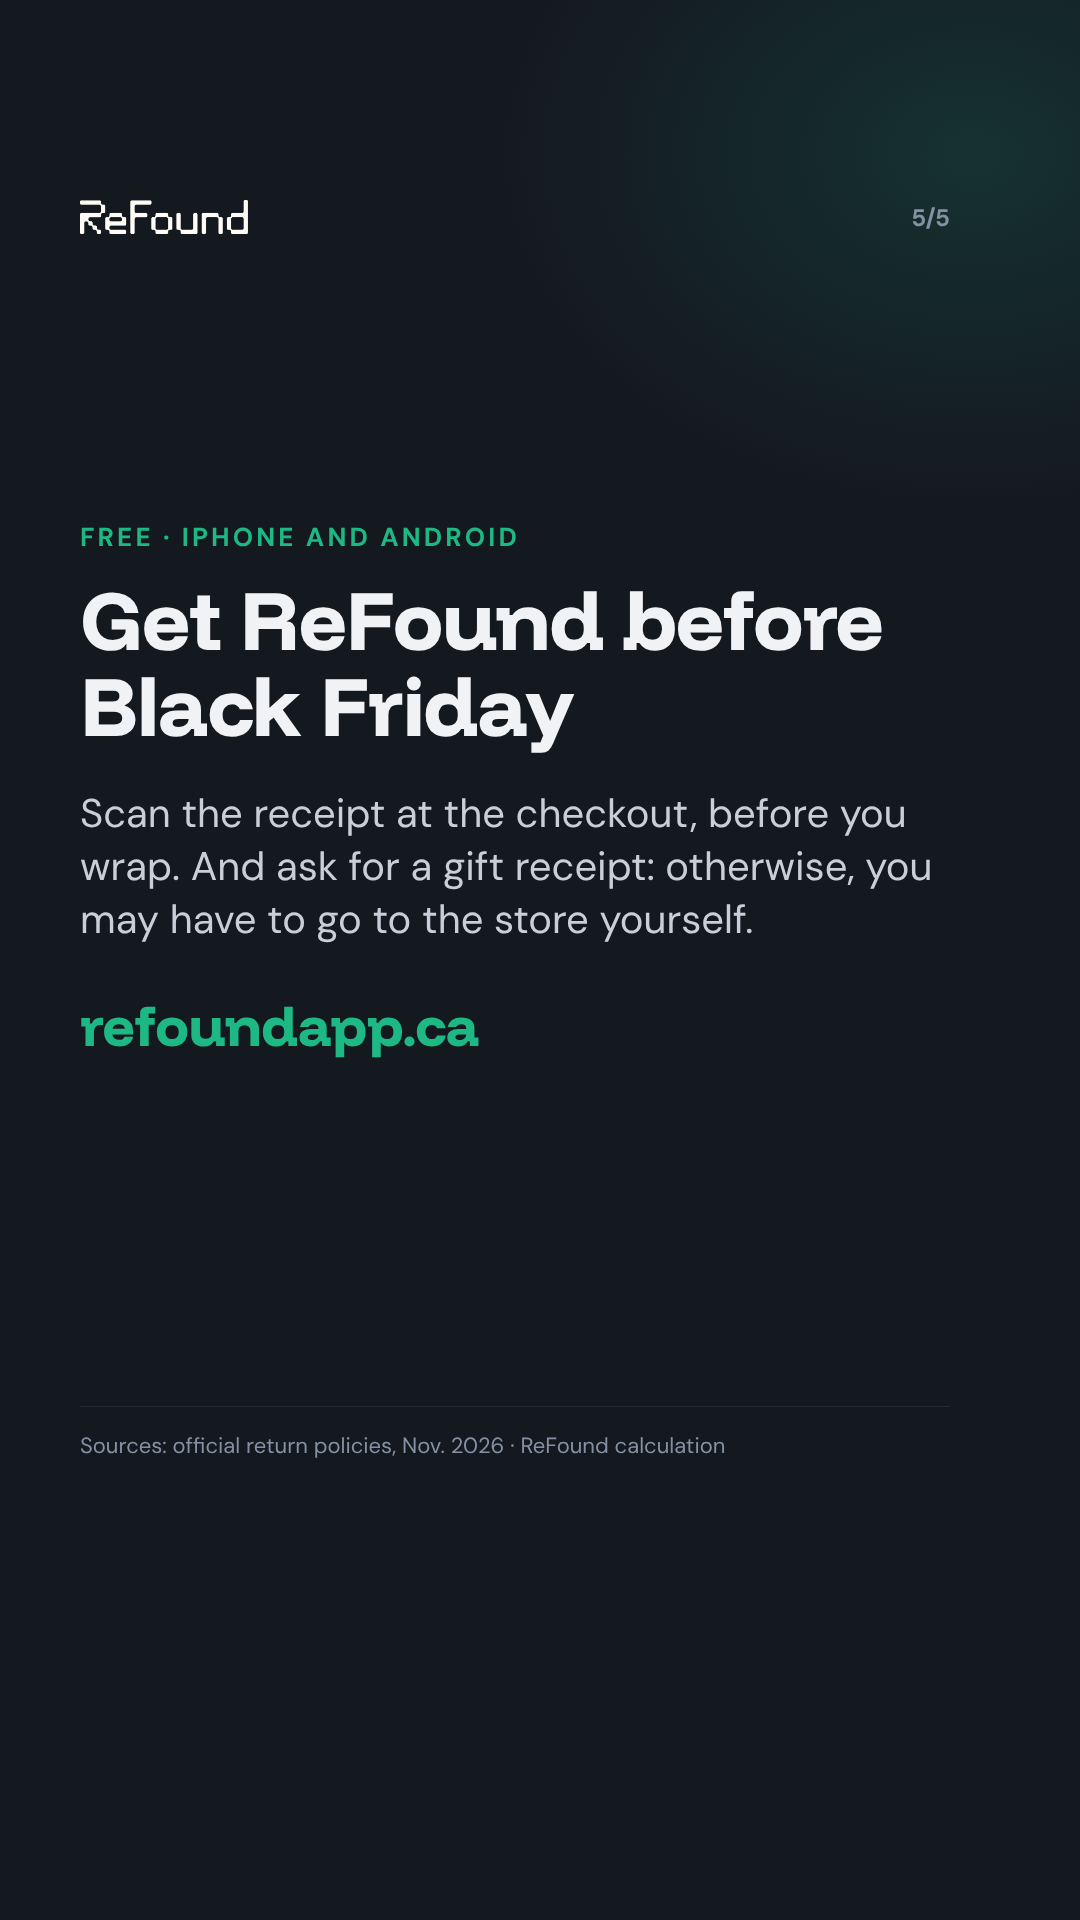 ReFound
5/5
FREE · IPHONE AND ANDROID
Get ReFound before
Black Friday
Scan the receipt at the checkout, before you
wrap. And ask for a gift receipt: otherwise, you
may have to go to the store yourself.
refoundapp.ca
Sources: official return policies, Nov. 2026 · ReFound calculation